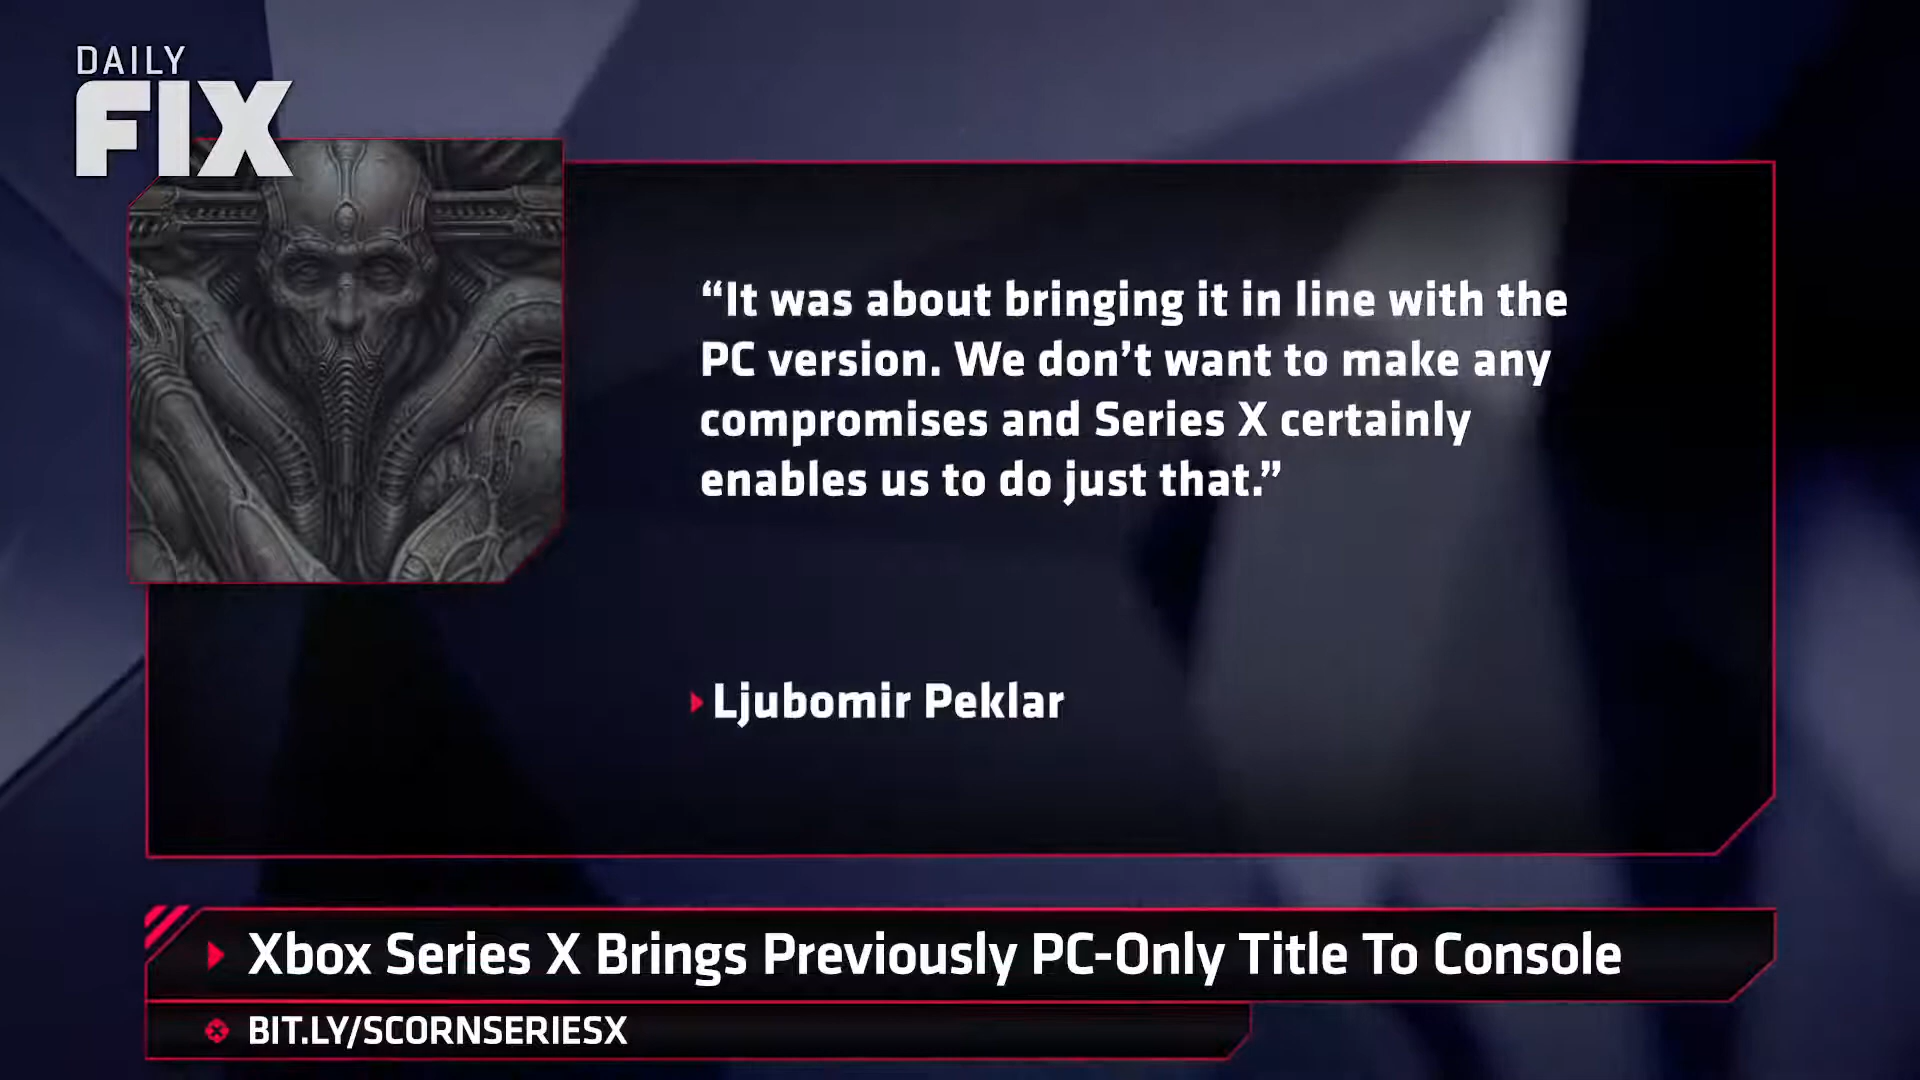 DAILY
FIX
“It was about bringing it in line with the
PC version. We don’t want to make any
compromises and Series X certainly
enables us to do just that.”
Ljubomir Peklar
Xbox Series X Brings Previously PC-Only Title To Console
BIT.LY/SCORNSERIESX